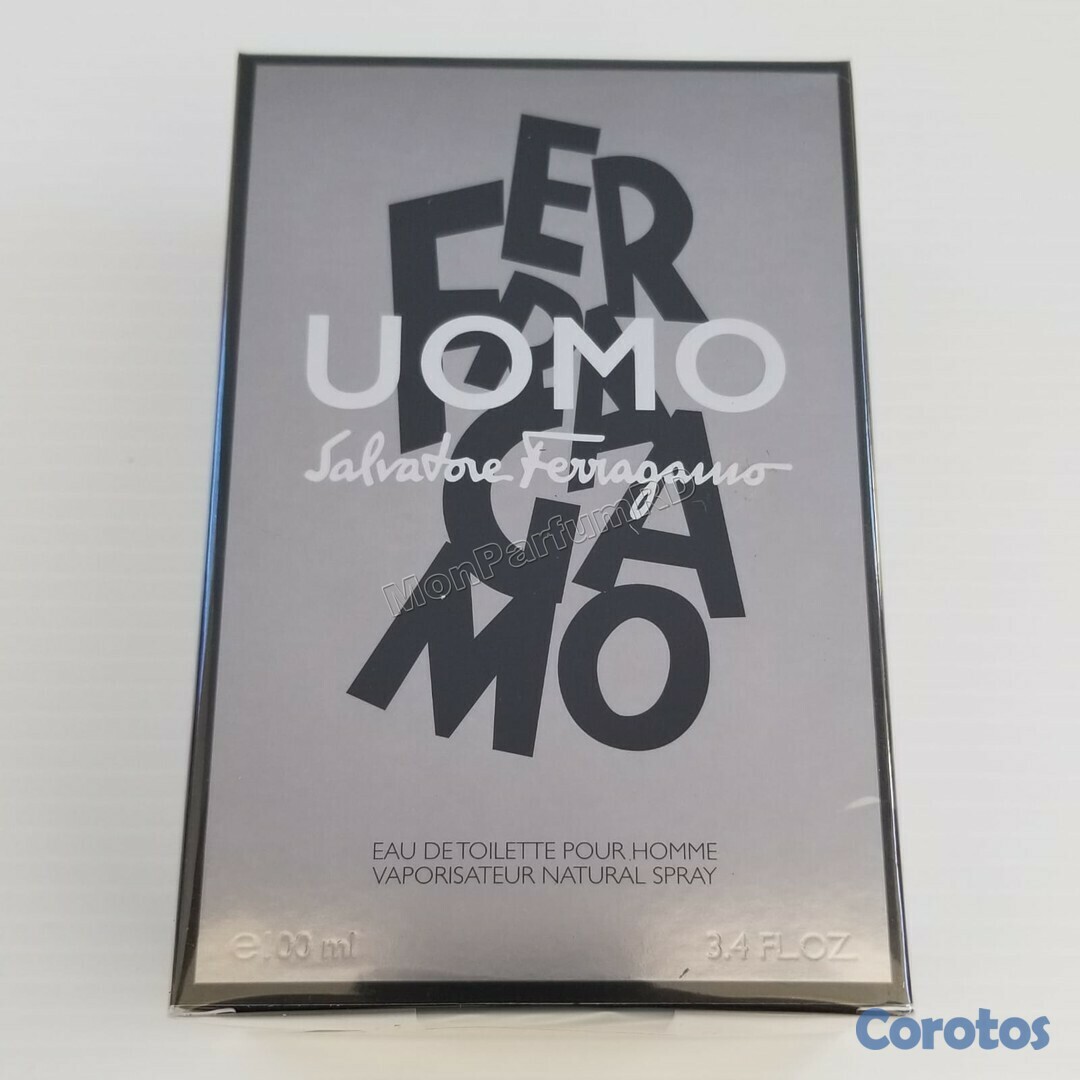 FERRAGAMO
UOMO
Salvatore Ferragamo
MonParfumRD
EAU DE TOILETTE POUR HOMME
VAPORISATEUR NATURAL SPRAY
e100 ml 3.4 FL OZ
Corotos